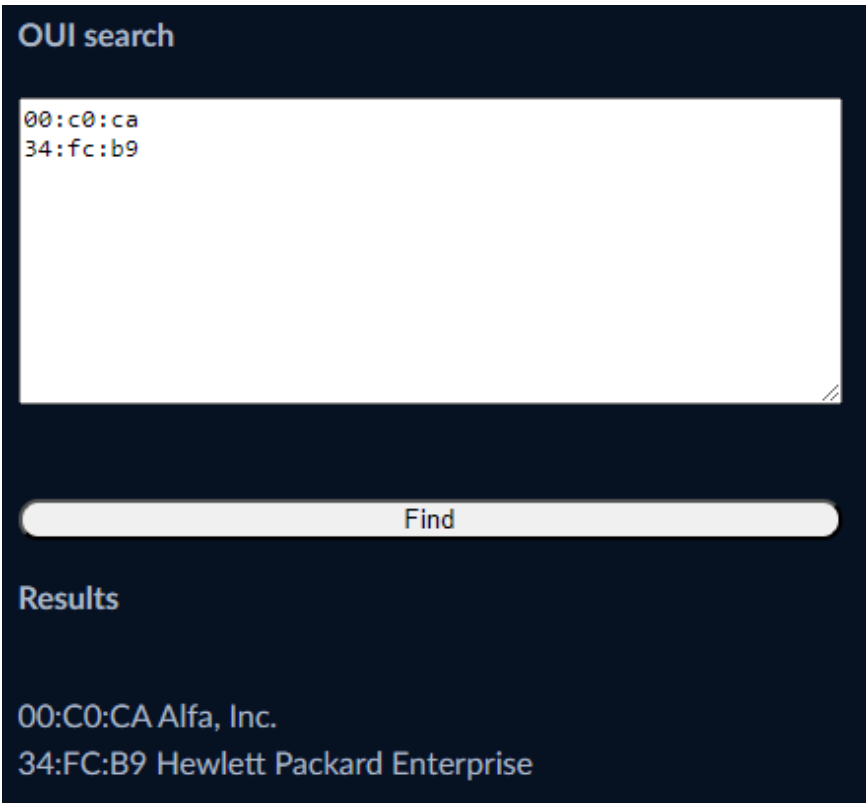 OUI search
00:c0:ca
34:fc:b9
Find
Results
00:C0:CA Alfa, Inc.
34:FC:B9 Hewlett Packard Enterprise